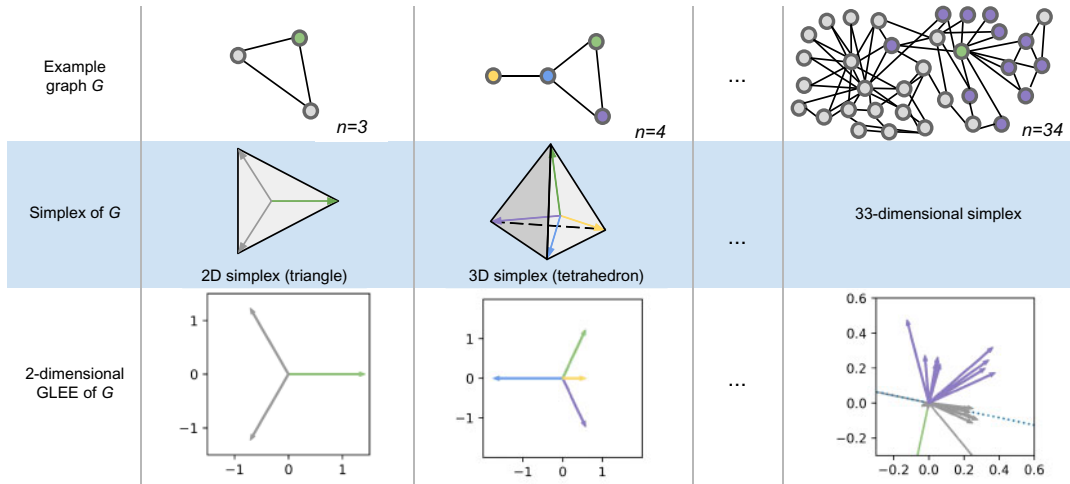 Example
graph G
n=3
n=4
...
n=34
Simplex of G
2D simplex (triangle)
3D simplex (tetrahedron)
...
33-dimensional simplex
2-dimensional
GLEE of G
1
0
−1
−1 0 1
1
0
−1
−1 0 1
...
0.6
0.4
0.2
0.0
−0.2
−0.2 0.0 0.2 0.4 0.6